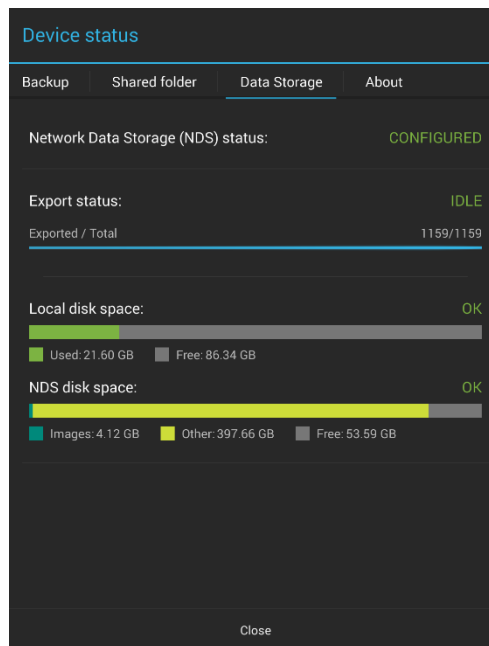 Device status
Backup Shared folder Data Storage About
Network Data Storage (NDS) status: CONFIGURED
Export status: IDLE
Exported / Total 1159/1159
Local disk space: OK
Used: 21.60 GB Free: 86.34 GB
NDS disk space: OK
Images: 4.12 GB Other: 397.66 GB Free: 53.59 GB
Close